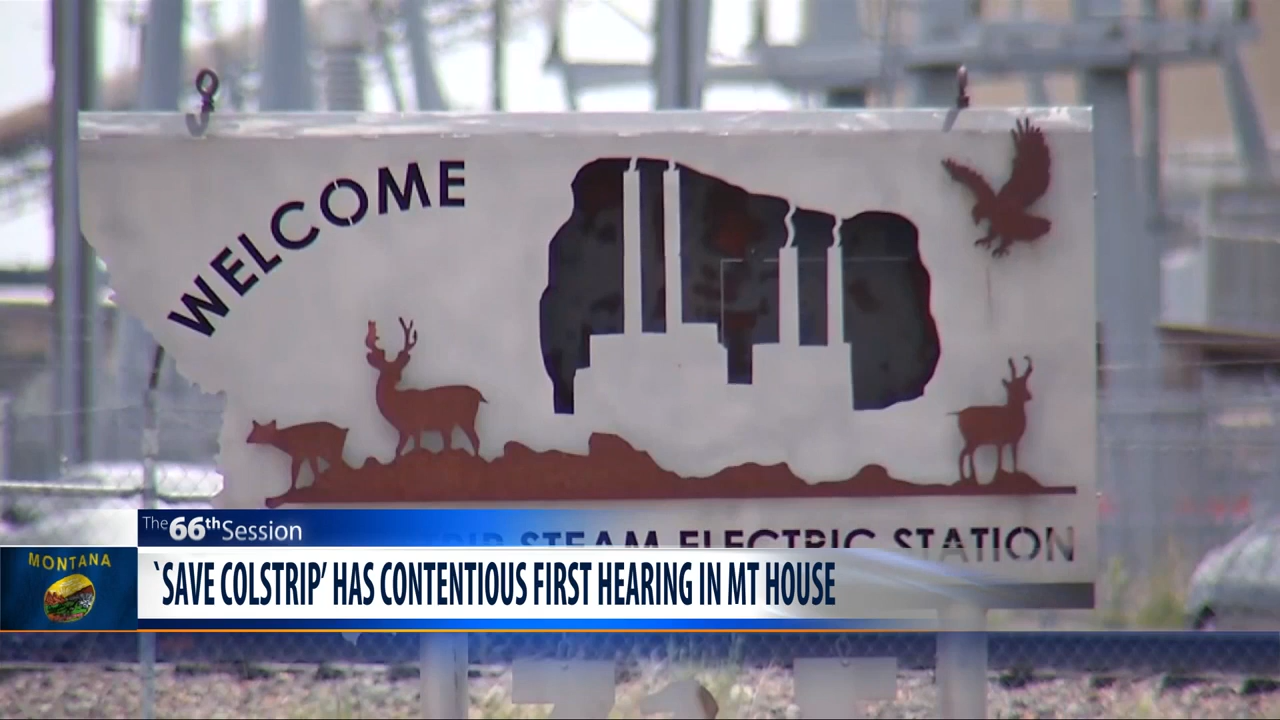 WELCOME
STEAM ELECTRIC STATION
The 66th Session
MONTANA
`SAVE COLSTRIP' HAS CONTENTIOUS FIRST HEARING IN MT HOUSE